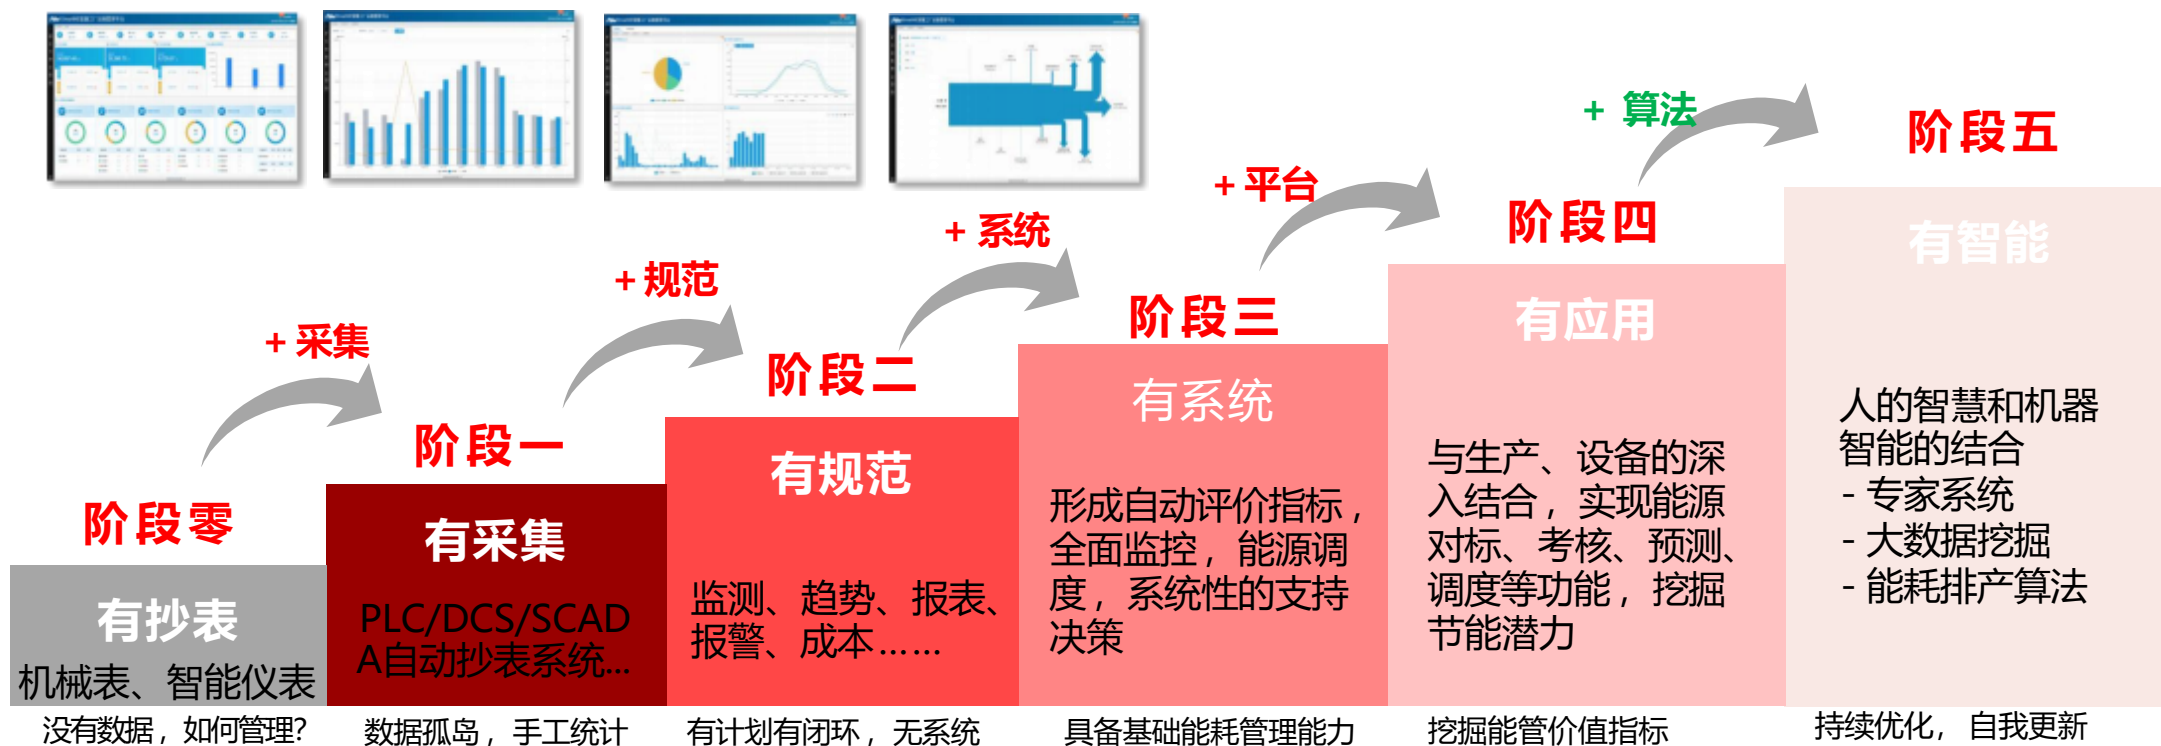 + 采集
+ 规范
+ 系统
+ 平台
+ 算法
阶段零
有抄表
机械表、智能仪表
没有数据，如何管理?
阶段一
有采集
PLC/DCS/SCAD
A自动抄表系统...
数据孤岛，手工统计
阶段二
有规范
监测、趋势、报表、
报警、成本……
有计划有闭环，无系统
阶段三
有系统
形成自动评价指标，
全面监控，能源调
度，系统性的支持
决策
具备基础能耗管理能力
阶段四
有应用
与生产、设备的深
入结合，实现能源
对标、考核、预测、
调度等功能，挖掘
节能潜力
挖掘能管价值指标
阶段五
有智能
人的智慧和机器
智能的结合
- 专家系统
- 大数据挖掘
- 能耗排产算法
持续优化，自我更新